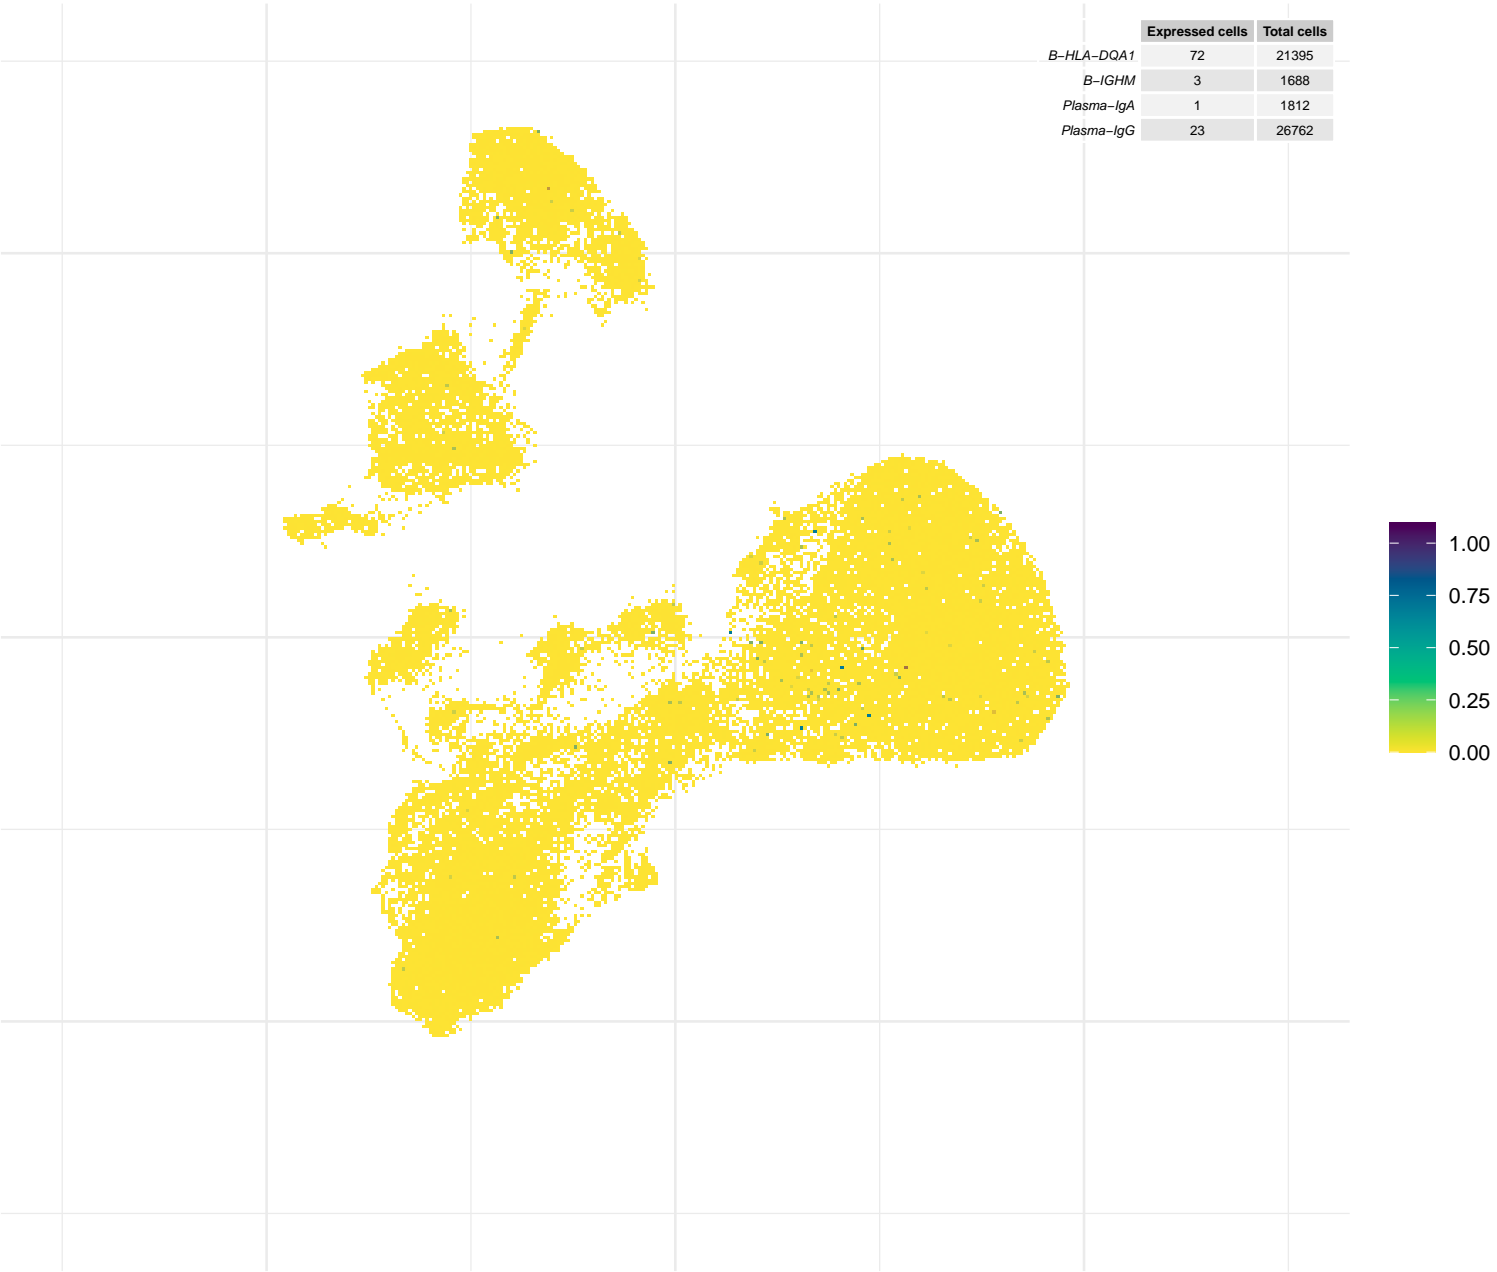 Expressed cells Total cells
B−HLA−DQA1 72 21395
B−IGHM 3 1688
Plasma−IgA 1 1812
Plasma−IgG 23 26762
1.00
0.75
0.50
0.25
0.00